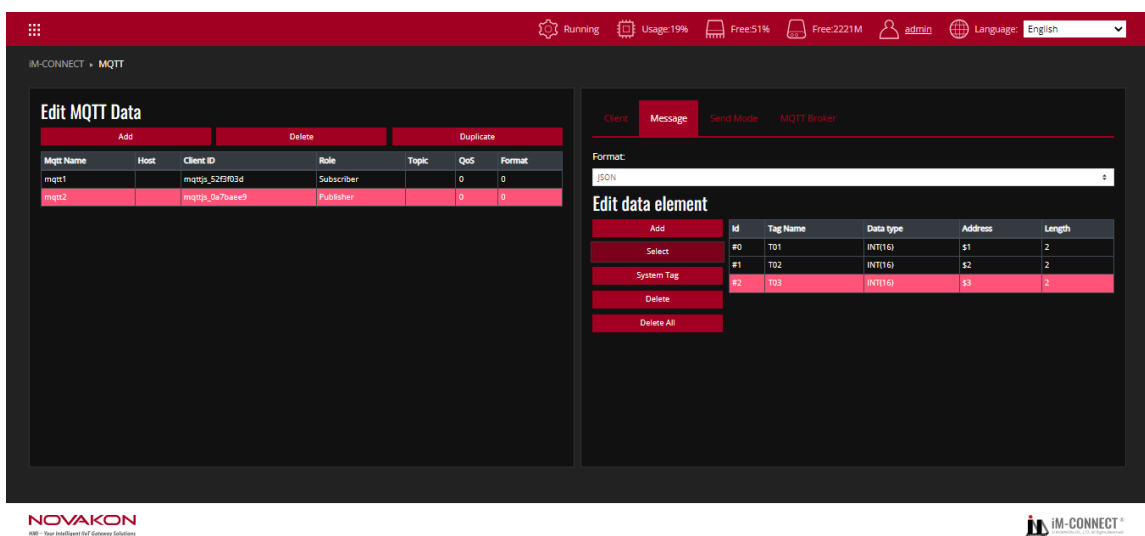 Running Usage:19% Free:51% Free:2221M admin Language: English
iM-CONNECT ▸ MQTT
Edit MQTT Data
Add Delete Duplicate
Mqtt Name Host Client ID Role Topic QoS Format
mqtt1 mqttjs_52f3f03d Subscriber 0 0
mqtt2 mqttjs_0a7baee9 Publisher 0 0
Client Message Send Mode MQTT Broker
Format:
JSON
Edit data element
Add
Select
System Tag
Delete
Delete All
Id Tag Name Data type Address Length
#0 T01 INT(16) $1 2
#1 T02 INT(16) $2 2
#2 T03 INT(16) $3 2
NOVAKON
HMI - Your Intelligent IIoT Gateway Solutions
iM-CONNECT